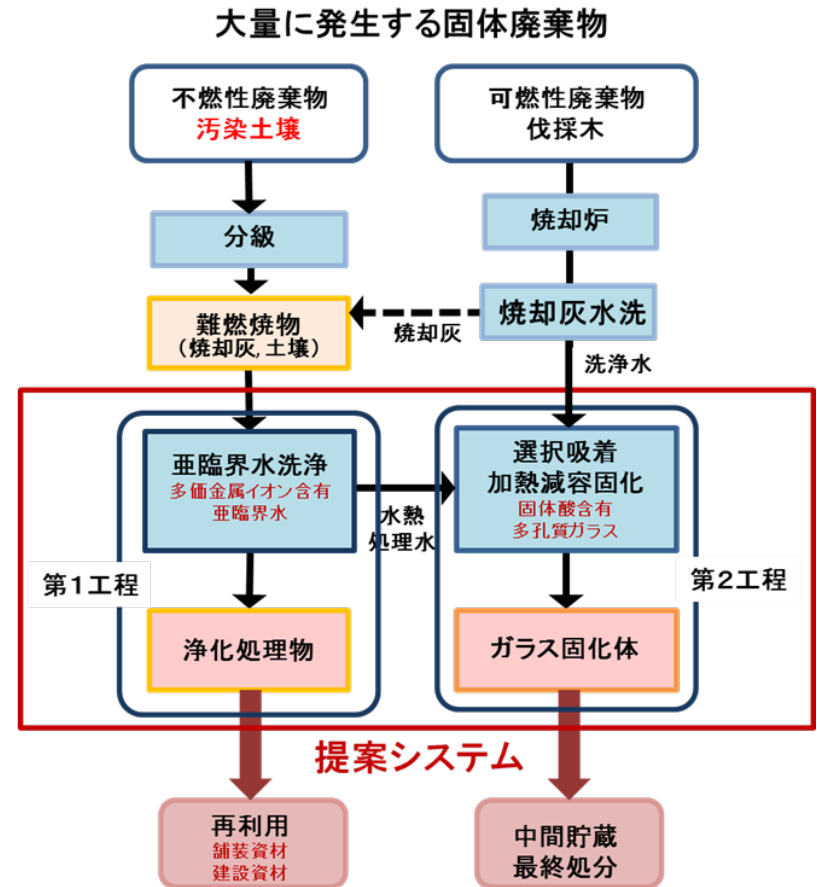 大量に発生する固体廃棄物
不燃性廃棄物
汚染土壌
可燃性廃棄物
伐採木
分級
焼却炉
難燃焼物
(焼却灰,土壌)
焼却灰
焼却灰水洗
洗浄水
亜臨界水洗浄
多価金属イオン含有
亜臨界水
水熱
処理水
選択吸着
加熱減容固化
固体酸含有
多孔質ガラス
第1工程
第2工程
浄化処理物
ガラス固化体
提案システム
再利用
舗装資材
建設資材
中間貯蔵
最終処分